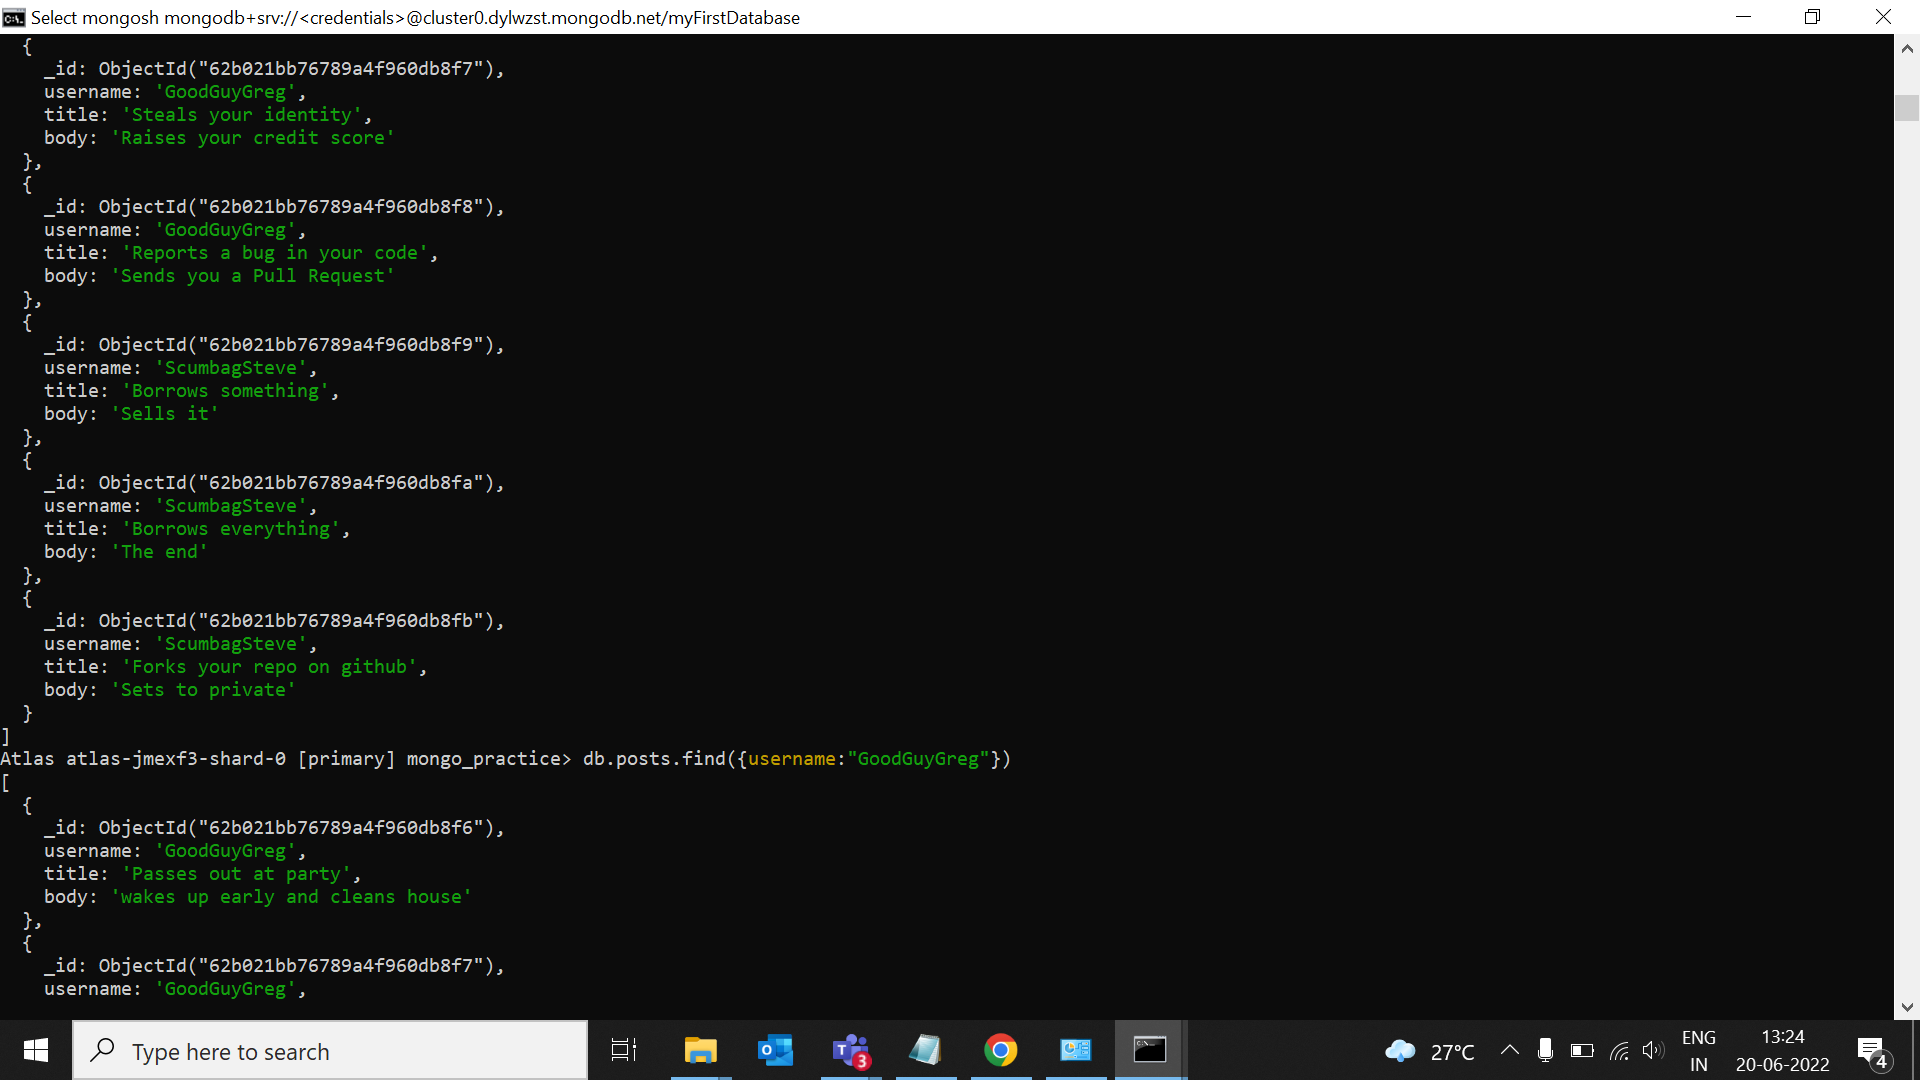 Select mongosh mongodb+srv://<credentials>@cluster0.dylwzst.mongodb.net/myFirstDatabase
  {
    _id: ObjectId("62b021bb76789a4f960db8f7"),
    username: 'GoodGuyGreg',
    title: 'Steals your identity',
    body: 'Raises your credit score'
  },
  {
    _id: ObjectId("62b021bb76789a4f960db8f8"),
    username: 'GoodGuyGreg',
    title: 'Reports a bug in your code',
    body: 'Sends you a Pull Request'
  },
  {
    _id: ObjectId("62b021bb76789a4f960db8f9"),
    username: 'ScumbagSteve',
    title: 'Borrows something',
    body: 'Sells it'
  },
  {
    _id: ObjectId("62b021bb76789a4f960db8fa"),
    username: 'ScumbagSteve',
    title: 'Borrows everything',
    body: 'The end'
  },
  {
    _id: ObjectId("62b021bb76789a4f960db8fb"),
    username: 'ScumbagSteve',
    title: 'Forks your repo on github',
    body: 'Sets to private'
  }
]
Atlas atlas-jmexf3-shard-0 [primary] mongo_practice> db.posts.find({username:"GoodGuyGreg"})
[
  {
    _id: ObjectId("62b021bb76789a4f960db8f6"),
    username: 'GoodGuyGreg',
    title: 'Passes out at party',
    body: 'wakes up early and cleans house'
  },
  {
    _id: ObjectId("62b021bb76789a4f960db8f7"),
    username: 'GoodGuyGreg',
Type here to search
3
27°C
ENG
IN
13:24
20-06-2022
4